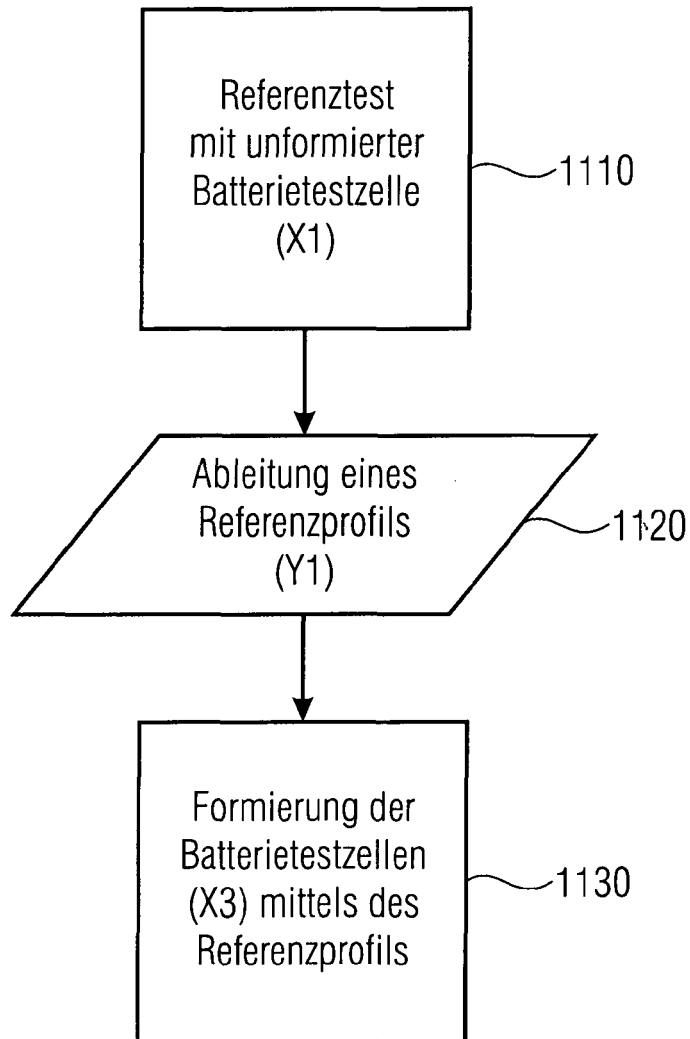 Referenztest
mit unformierter
Batterietestzelle
(X1)
1110
Ableitung eines
Referenzprofils
(Y1)
1120
Formierung der
Batterietestzellen
(X3) mittels des
Referenzprofils
1130